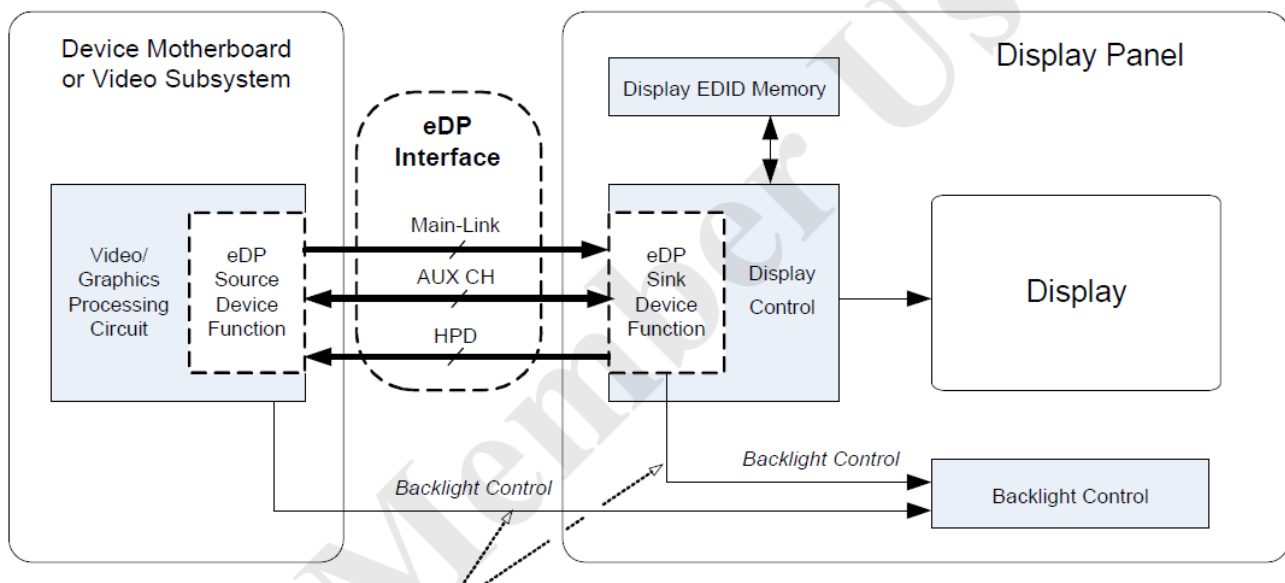 Device Motherboard
or Video Subsystem
Display Panel
Display EDID Memory
eDP
Interface
Video/
Graphics
Processing
Circuit
eDP
Source
Device
Function
Main-Link
AUX CH
HPD
eDP
Sink
Device
Function
Display
Control
Display
Backlight Control
Backlight Control
Backlight Control
Member Us